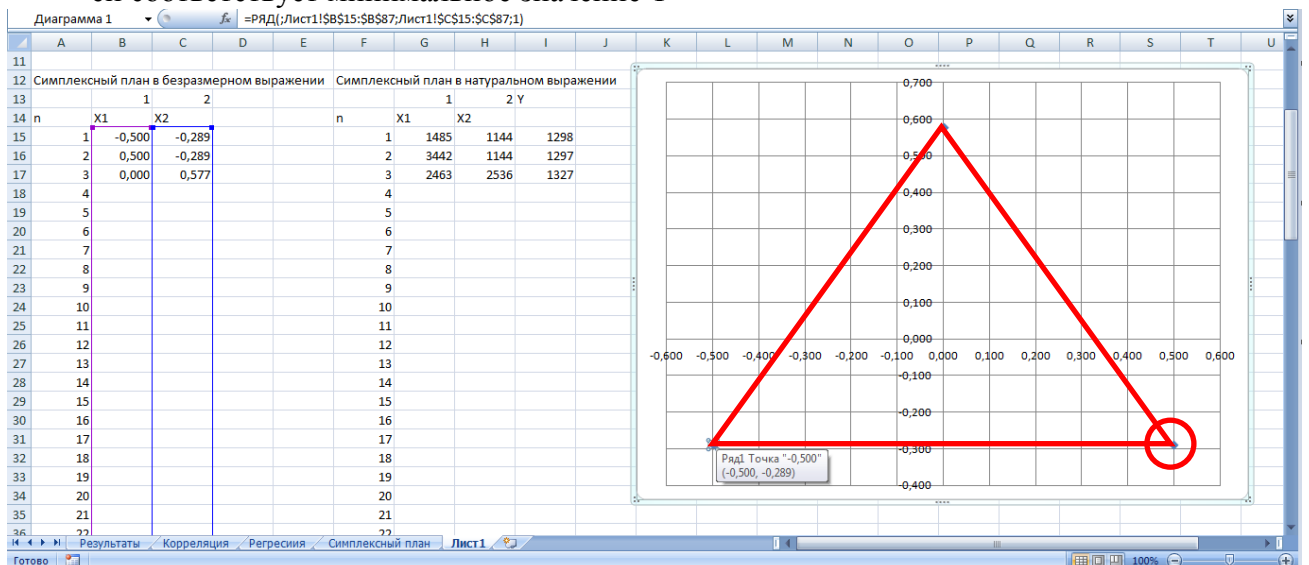 ей соответствует минимальное значение Y
Диаграмма 1 fx =РЯД(;Лист1!$B$15:$B$87;Лист1!$C$15:$C$87;1)
A B C D E F G H I J K L M N O P Q R S T U
11
12 Симплексный план в безразмерном выражении Симплексный план в натуральном выражении
13 1 2 1 2 Y
14 n X1 X2 n X1 X2
15 1 -0,500 -0,289 1 1485 1144 1298
16 2 0,500 -0,289 2 3442 1144 1297
17 3 0,000 0,577 3 2463 2536 1327
18 4 4
19 5 5
20 6 6
21 7 7
22 8 8
23 9 9
24 10 10
25 11 11
26 12 12
27 13 13
28 14 14
29 15 15
30 16 16
31 17 17
32 18 18
33 19 19
34 20 20
35 21 21
36 22 22
0,700
0,600
0,500
0,400
0,300
0,200
0,100
0,000
-0,600 -0,500 -0,400 -0,300 -0,200 -0,100 0,000 0,100 0,200 0,300 0,400 0,500 0,600
-0,100
-0,200
-0,300
-0,400
Ряд1 Точка "-0,500"
(-0,500, -0,289)
Результаты Корреляция Регресиия Симплексный план Лист1
Готово 100%